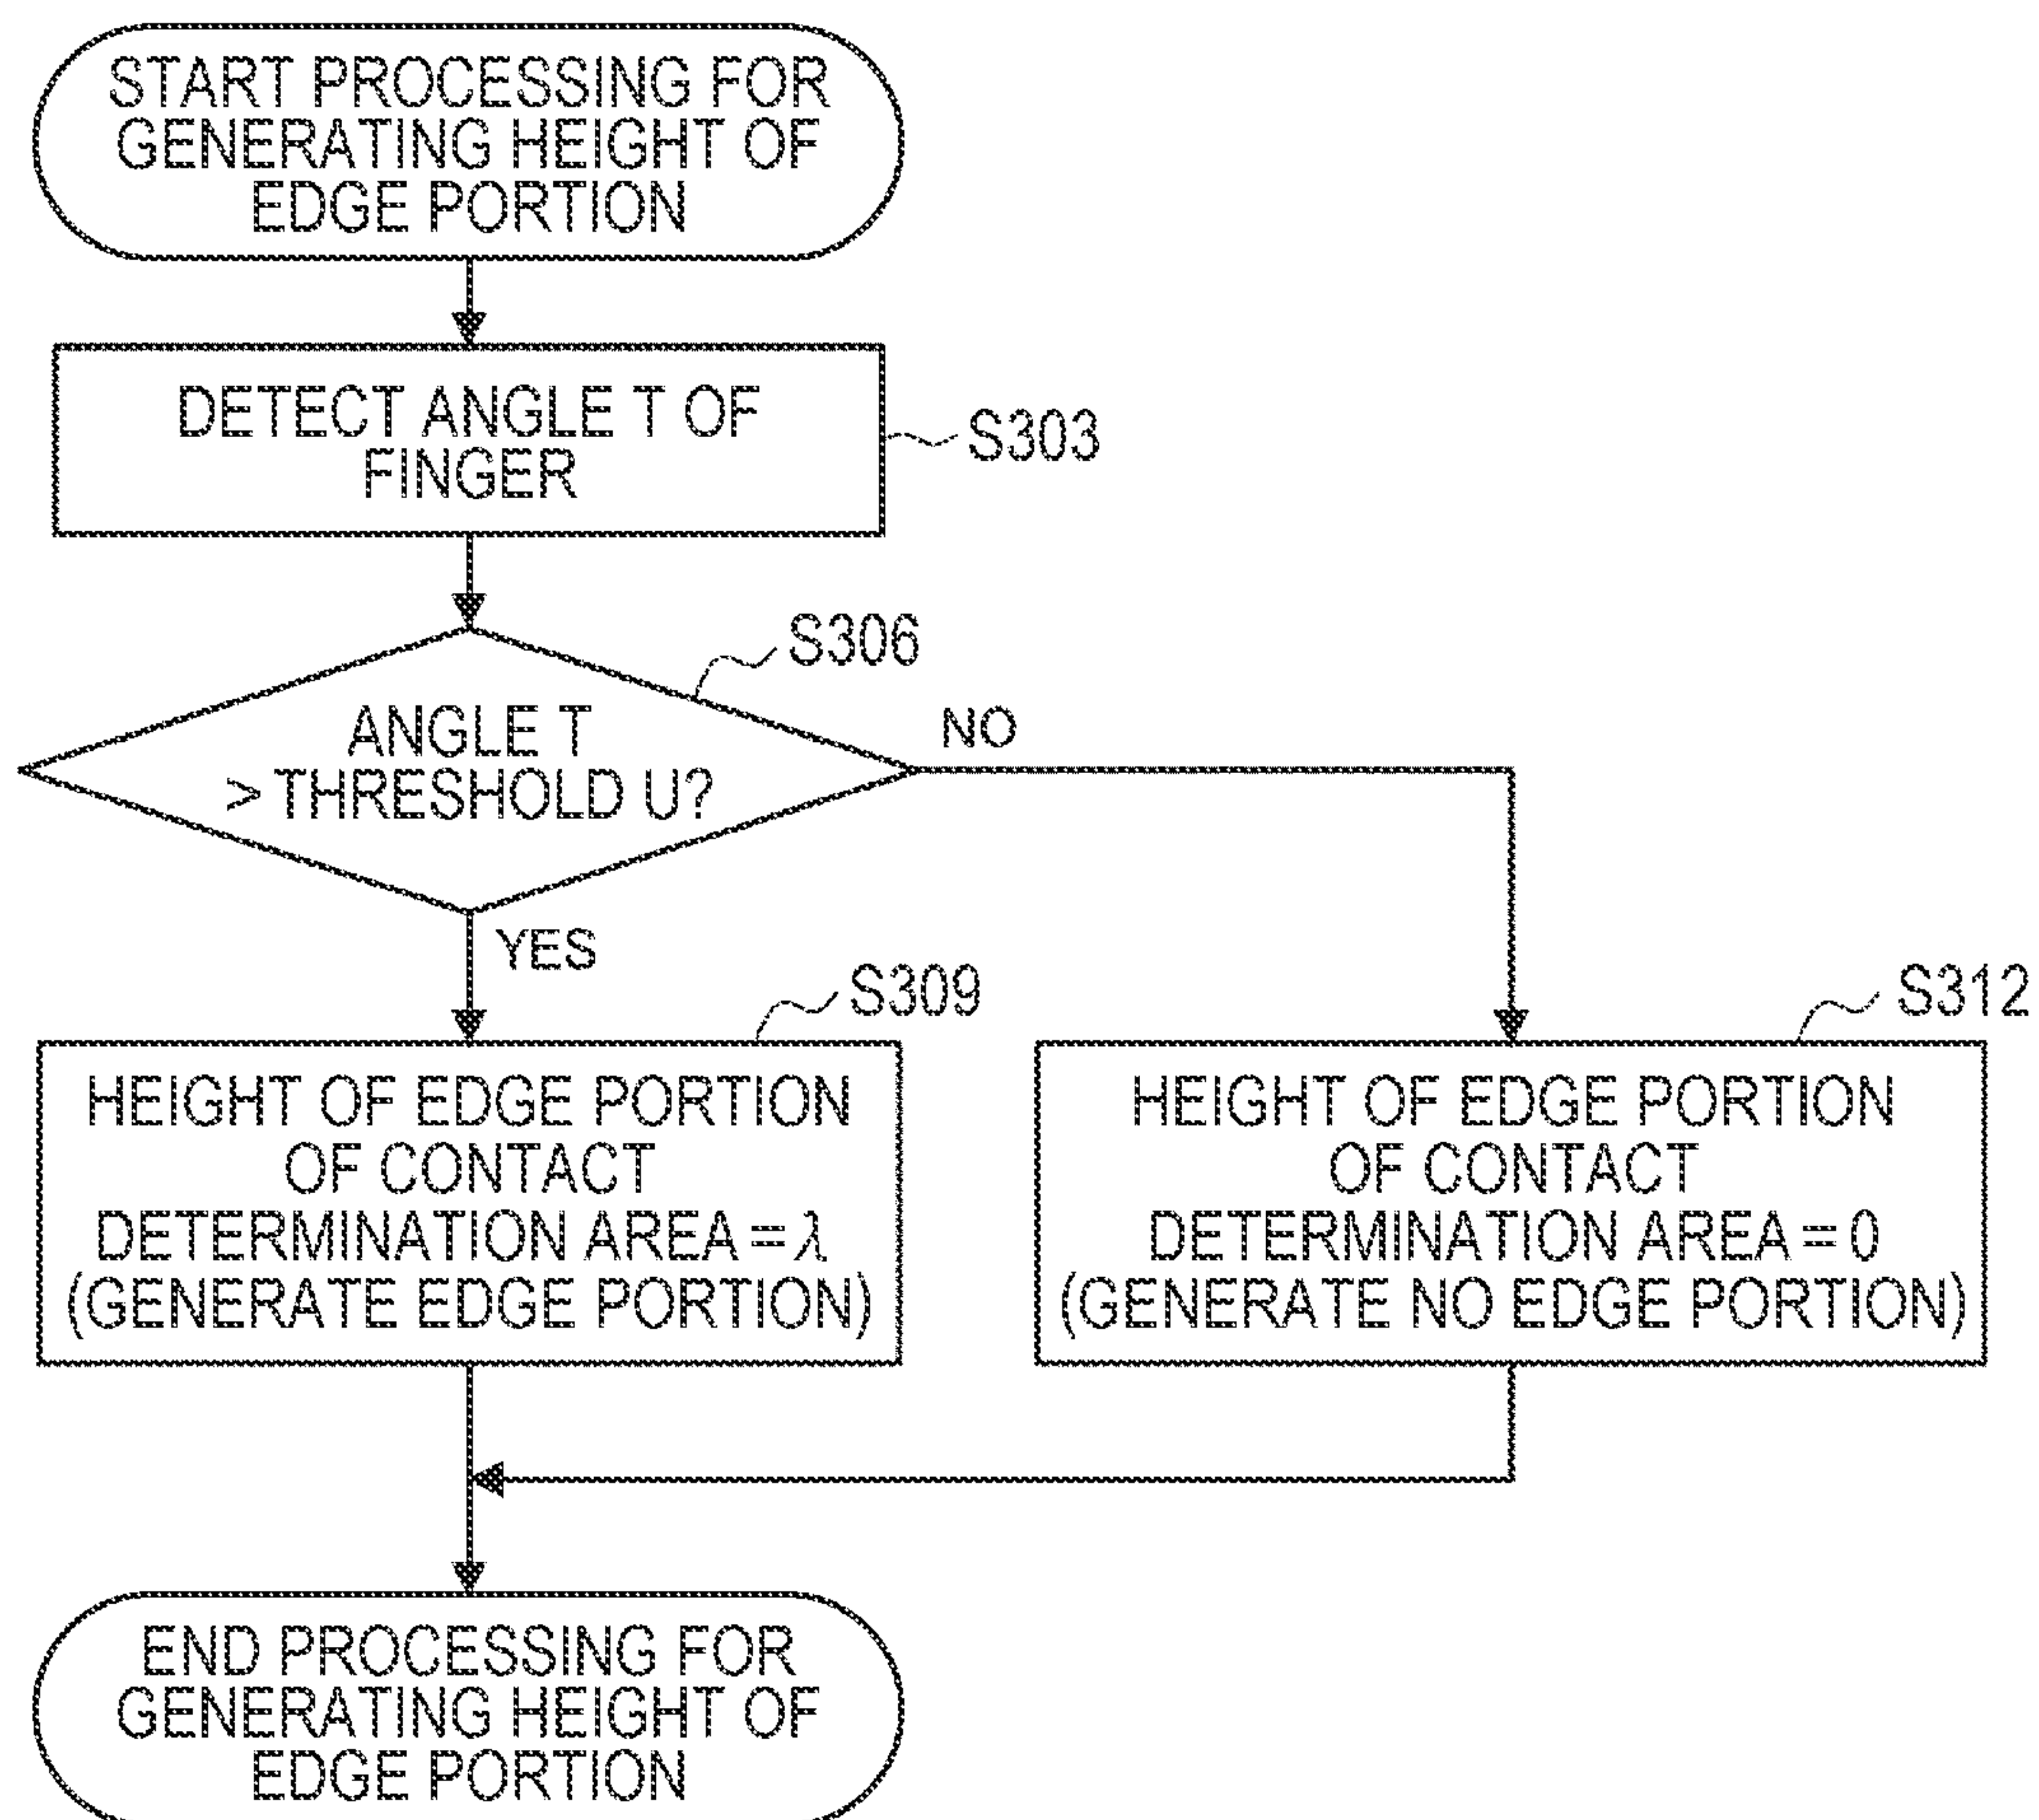 START PROCESSING FOR
GENERATING HEIGHT OF
EDGE PORTION
DETECT ANGLE T OF
FINGER
S303
S306
ANGLE T
> THRESHOLD U?
NO
YES
S309
HEIGHT OF EDGE PORTION
OF CONTACT
DETERMINATION AREA = λ
(GENERATE EDGE PORTION)
S312
HEIGHT OF EDGE PORTION
OF CONTACT
DETERMINATION AREA = 0
(GENERATE NO EDGE PORTION)
END PROCESSING FOR
GENERATING HEIGHT OF
EDGE PORTION